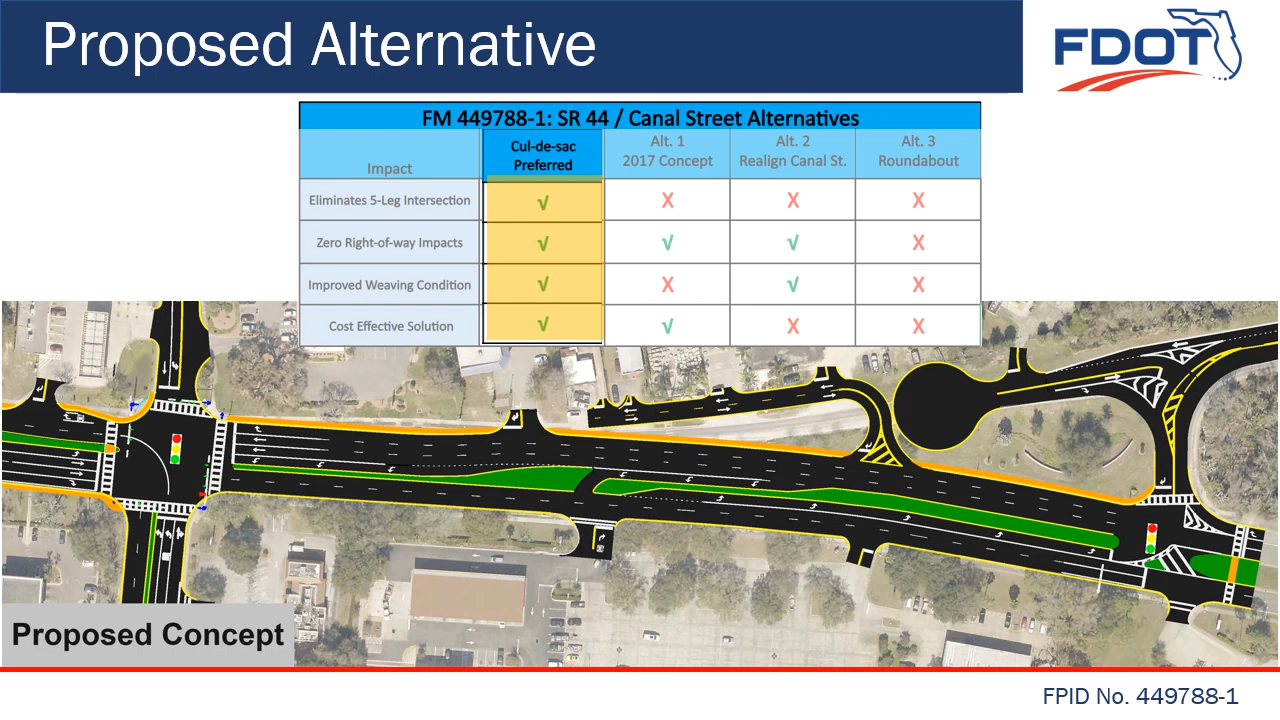 Proposed Alternative
FDOT
FM 449788-1: SR 44 / Canal Street Alternatives
Impact
Cul-de-sac
Preferred
Alt. 1
2017 Concept
Alt. 2
Realign Canal St.
Alt. 3
Roundabout
Eliminates 5-Leg Intersection √ X X X
Zero Right-of-way Impacts √ √ √ X
Improved Weaving Condition √ X √ X
Cost Effective Solution √ √ X X
Proposed Concept
FPID No. 449788-1